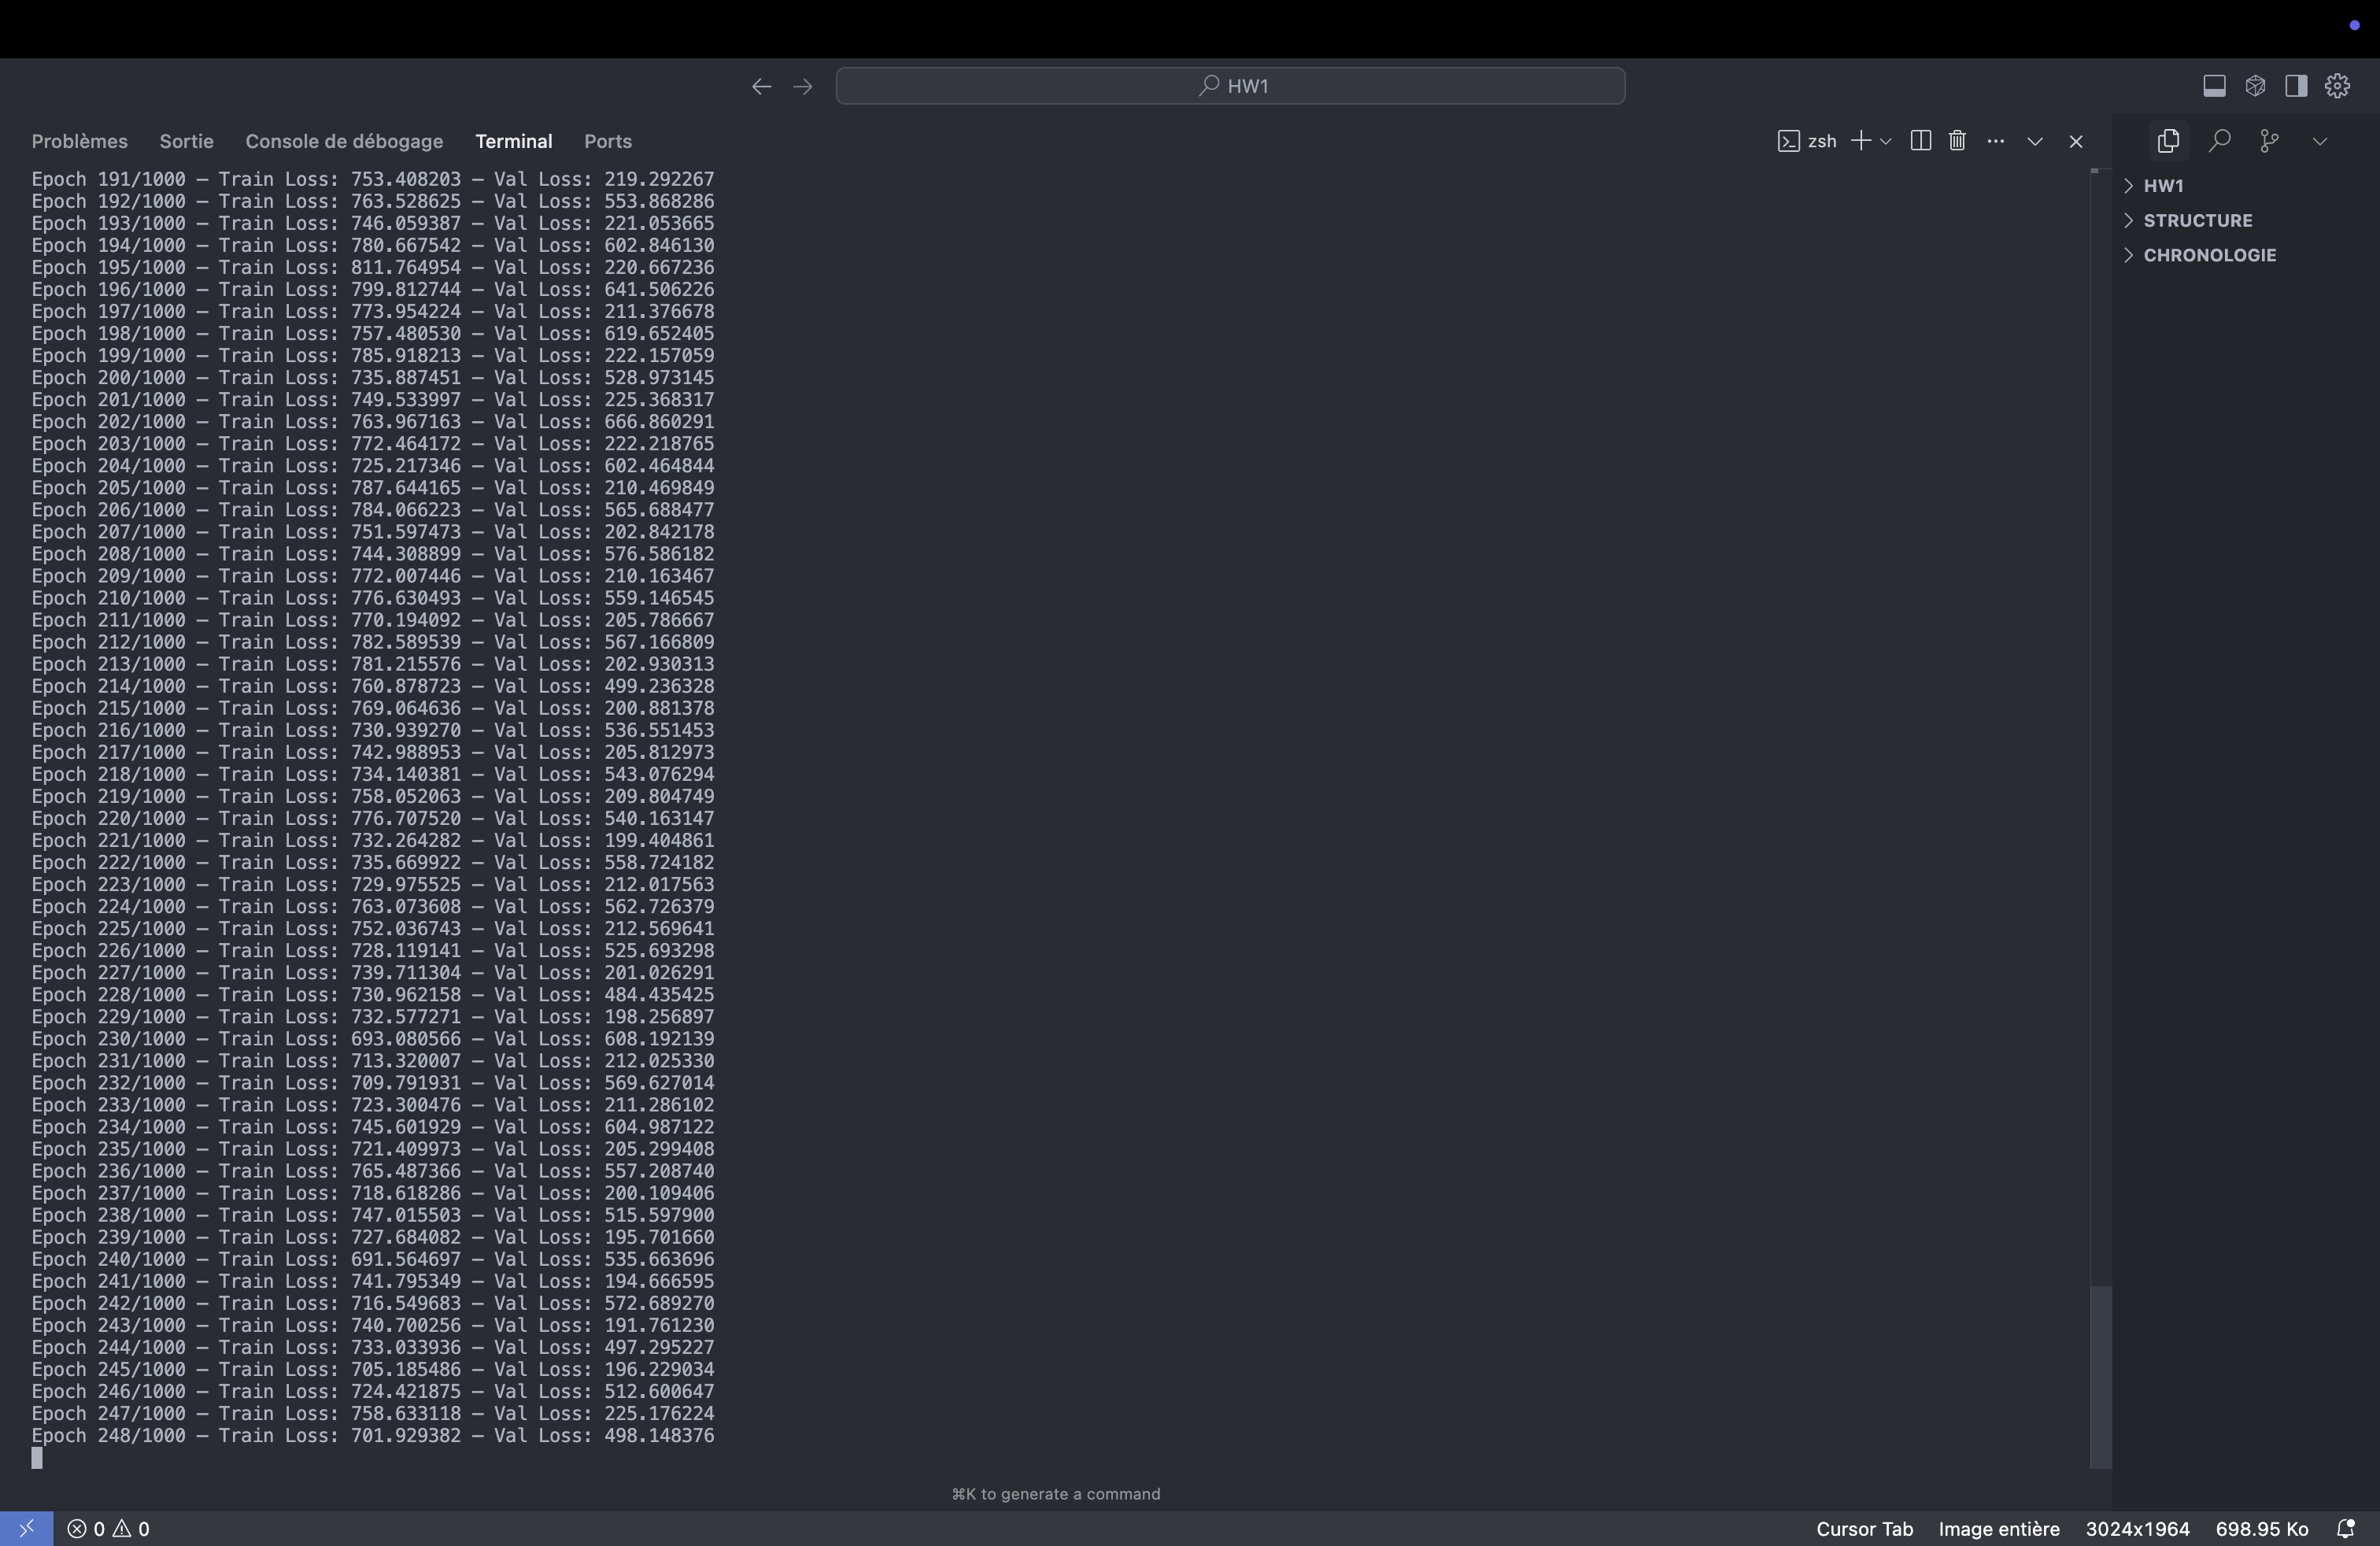 HW1
Problèmes Sortie Console de débogage Terminal Ports zsh
Epoch 191/1000 — Train Loss: 753.408203 — Val Loss: 219.292267
Epoch 192/1000 — Train Loss: 763.528625 — Val Loss: 553.868286
Epoch 193/1000 — Train Loss: 746.059387 — Val Loss: 221.053665
Epoch 194/1000 — Train Loss: 780.667542 — Val Loss: 602.846130
Epoch 195/1000 — Train Loss: 811.764954 — Val Loss: 220.667236
Epoch 196/1000 — Train Loss: 799.812744 — Val Loss: 641.506226
Epoch 197/1000 — Train Loss: 773.954224 — Val Loss: 211.376678
Epoch 198/1000 — Train Loss: 757.480530 — Val Loss: 619.652405
Epoch 199/1000 — Train Loss: 785.918213 — Val Loss: 222.157059
Epoch 200/1000 — Train Loss: 735.887451 — Val Loss: 528.973145
Epoch 201/1000 — Train Loss: 749.533997 — Val Loss: 225.368317
Epoch 202/1000 — Train Loss: 763.967163 — Val Loss: 666.860291
Epoch 203/1000 — Train Loss: 772.464172 — Val Loss: 222.218765
Epoch 204/1000 — Train Loss: 725.217346 — Val Loss: 602.464844
Epoch 205/1000 — Train Loss: 787.644165 — Val Loss: 210.469849
Epoch 206/1000 — Train Loss: 784.066223 — Val Loss: 565.688477
Epoch 207/1000 — Train Loss: 751.597473 — Val Loss: 202.842178
Epoch 208/1000 — Train Loss: 744.308899 — Val Loss: 576.586182
Epoch 209/1000 — Train Loss: 772.007446 — Val Loss: 210.163467
Epoch 210/1000 — Train Loss: 776.630493 — Val Loss: 559.146545
Epoch 211/1000 — Train Loss: 770.194092 — Val Loss: 205.786667
Epoch 212/1000 — Train Loss: 782.589539 — Val Loss: 567.166809
Epoch 213/1000 — Train Loss: 781.215576 — Val Loss: 202.930313
Epoch 214/1000 — Train Loss: 760.878723 — Val Loss: 499.236328
Epoch 215/1000 — Train Loss: 769.064636 — Val Loss: 200.881378
Epoch 216/1000 — Train Loss: 730.939270 — Val Loss: 536.551453
Epoch 217/1000 — Train Loss: 742.988953 — Val Loss: 205.812973
Epoch 218/1000 — Train Loss: 734.140381 — Val Loss: 543.076294
Epoch 219/1000 — Train Loss: 758.052063 — Val Loss: 209.804749
Epoch 220/1000 — Train Loss: 776.707520 — Val Loss: 540.163147
Epoch 221/1000 — Train Loss: 732.264282 — Val Loss: 199.404861
Epoch 222/1000 — Train Loss: 735.669922 — Val Loss: 558.724182
Epoch 223/1000 — Train Loss: 729.975525 — Val Loss: 212.017563
Epoch 224/1000 — Train Loss: 763.073608 — Val Loss: 562.726379
Epoch 225/1000 — Train Loss: 752.036743 — Val Loss: 212.569641
Epoch 226/1000 — Train Loss: 728.119141 — Val Loss: 525.693298
Epoch 227/1000 — Train Loss: 739.711304 — Val Loss: 201.026291
Epoch 228/1000 — Train Loss: 730.962158 — Val Loss: 484.435425
Epoch 229/1000 — Train Loss: 732.577271 — Val Loss: 198.256897
Epoch 230/1000 — Train Loss: 693.080566 — Val Loss: 608.192139
Epoch 231/1000 — Train Loss: 713.320007 — Val Loss: 212.025330
Epoch 232/1000 — Train Loss: 709.791931 — Val Loss: 569.627014
Epoch 233/1000 — Train Loss: 723.300476 — Val Loss: 211.286102
Epoch 234/1000 — Train Loss: 745.601929 — Val Loss: 604.987122
Epoch 235/1000 — Train Loss: 721.409973 — Val Loss: 205.299408
Epoch 236/1000 — Train Loss: 765.487366 — Val Loss: 557.208740
Epoch 237/1000 — Train Loss: 718.618286 — Val Loss: 200.109406
Epoch 238/1000 — Train Loss: 747.015503 — Val Loss: 515.597900
Epoch 239/1000 — Train Loss: 727.684082 — Val Loss: 195.701660
Epoch 240/1000 — Train Loss: 691.564697 — Val Loss: 535.663696
Epoch 241/1000 — Train Loss: 741.795349 — Val Loss: 194.666595
Epoch 242/1000 — Train Loss: 716.549683 — Val Loss: 572.689270
Epoch 243/1000 — Train Loss: 740.700256 — Val Loss: 191.761230
Epoch 244/1000 — Train Loss: 733.033936 — Val Loss: 497.295227
Epoch 245/1000 — Train Loss: 705.185486 — Val Loss: 196.229034
Epoch 246/1000 — Train Loss: 724.421875 — Val Loss: 512.600647
Epoch 247/1000 — Train Loss: 758.633118 — Val Loss: 225.176224
Epoch 248/1000 — Train Loss: 701.929382 — Val Loss: 498.148376
⌘K to generate a command
HW1
STRUCTURE
CHRONOLOGIE
0 0 Cursor Tab Image entière 3024x1964 698.95 Ko